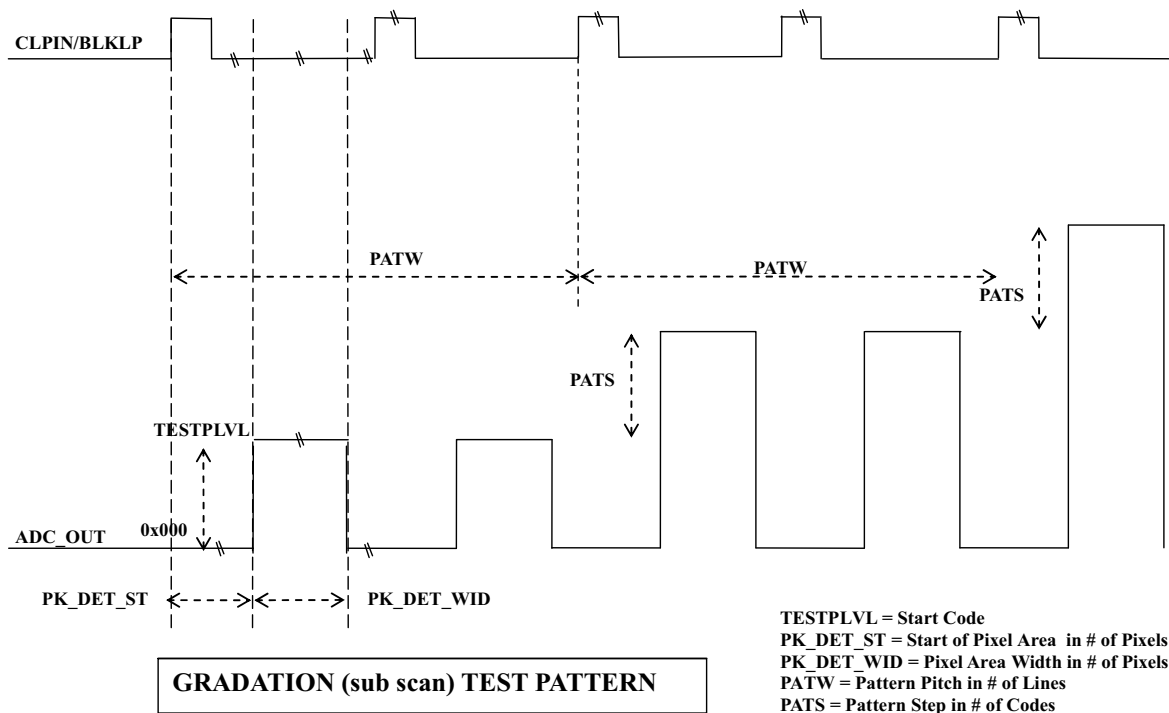 CLPIN/BLKLP
PATW
PATW
PATS
PATS
TESTPLVL
0x000
ADC_OUT
PK_DET_ST
PK_DET_WID
GRADATION (sub scan) TEST PATTERN
TESTPLVL = Start Code
PK_DET_ST = Start of Pixel Area in # of Pixels
PK_DET_WID = Pixel Area Width in # of Pixels
PATW = Pattern Pitch in # of Lines
PATS = Pattern Step in # of Codes